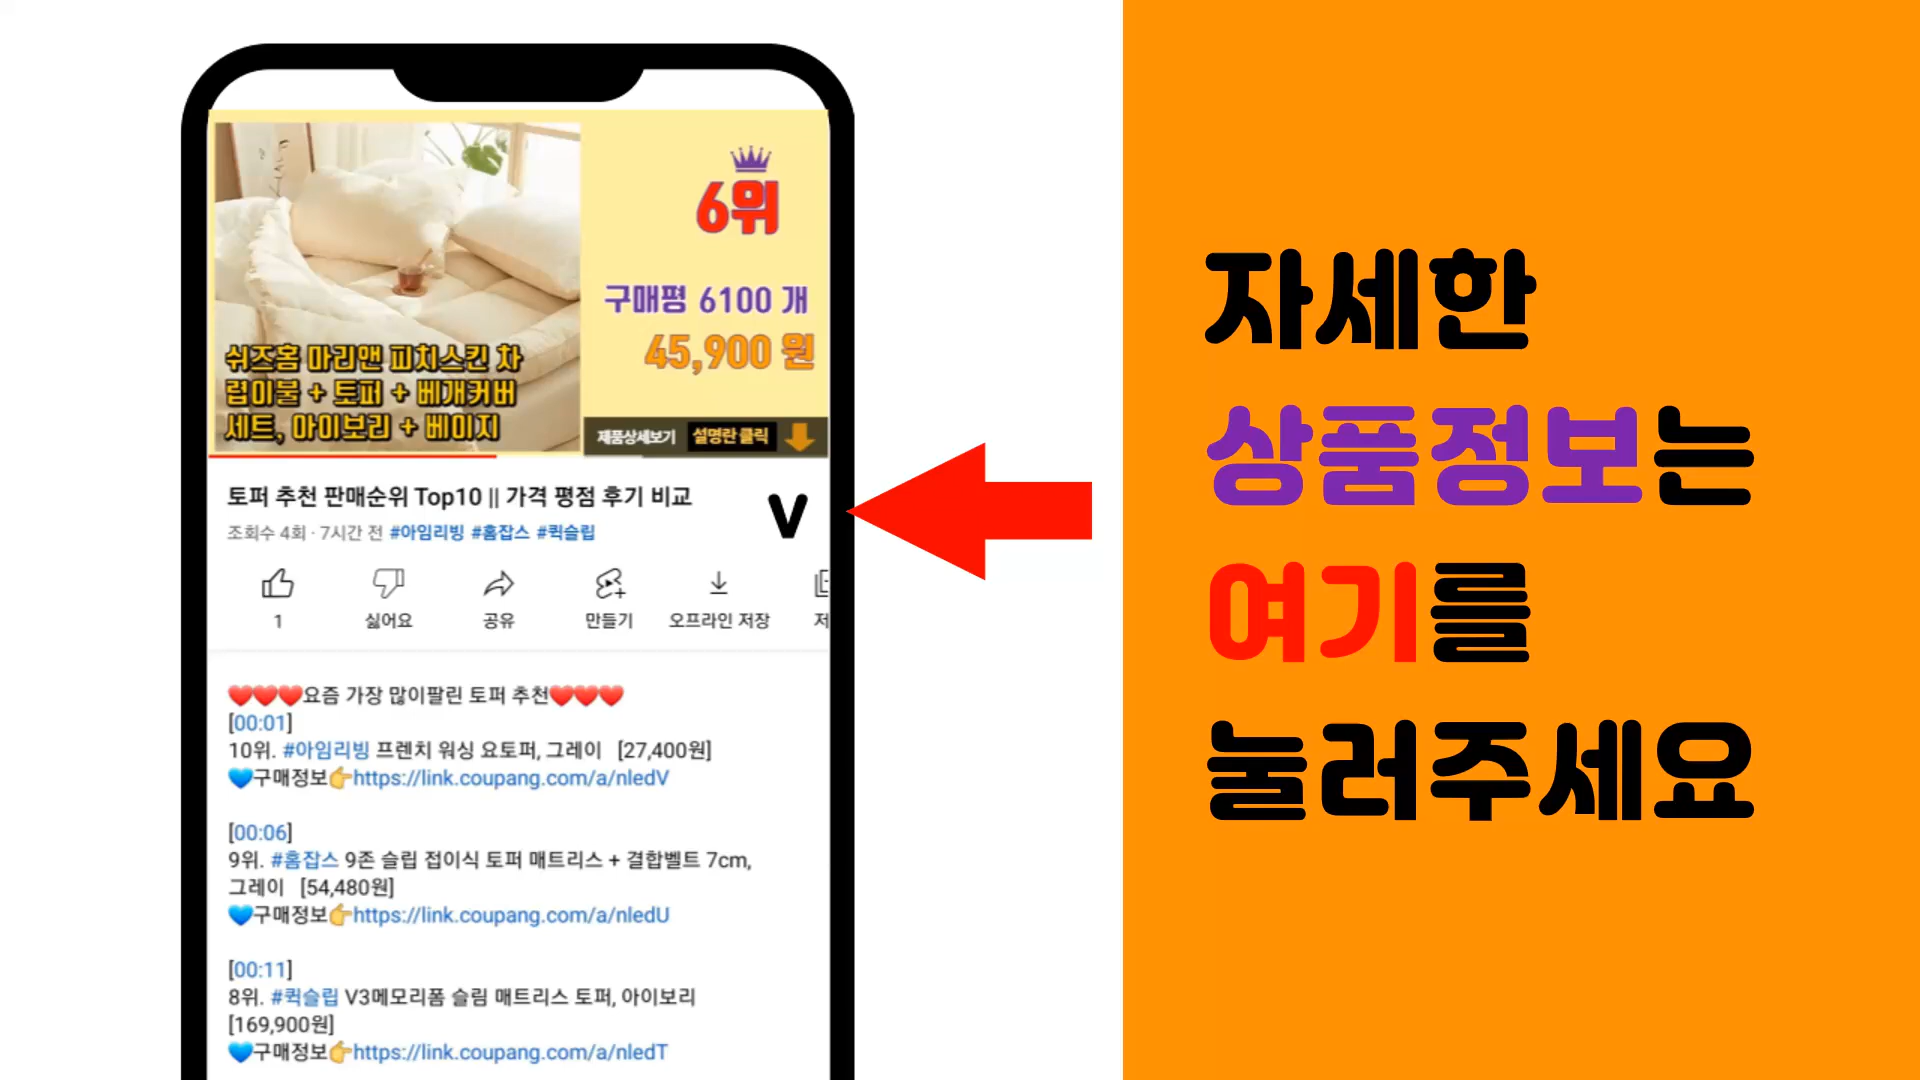 6위
구매평 6100 개
45,900 원
쉬즈홈 마리앤 피치스킨 차
렵이불 + 토퍼 + 베개커버
세트, 아이보리 + 베이지
제품상세보기 설명란 클릭
토퍼 추천 판매순위 Top10 || 가격 평점 후기 비교
V
조회수 4회 · 7시간 전 #아임리빙 #홈잡스 #퀵슬립
1 싫어요 공유 만들기 오프라인 저장 저
❤️❤️❤️요즘 가장 많이팔린 토퍼 추천❤️❤️❤️
[00:01]
10위. #아임리빙 프렌치 워싱 요토퍼, 그레이 [27,400원]
💙구매정보👉https://link.coupang.com/a/nledV
[00:06]
9위. #홈잡스 9존 슬립 접이식 토퍼 매트리스 + 결합벨트 7cm,
그레이 [54,480원]
💙구매정보👉https://link.coupang.com/a/nledU
[00:11]
8위. #퀵슬립 V3메모리폼 슬림 매트리스 토퍼, 아이보리
[169,900원]
💙구매정보👉https://link.coupang.com/a/nledT
자세한
상품정보는
여기를
눌러주세요